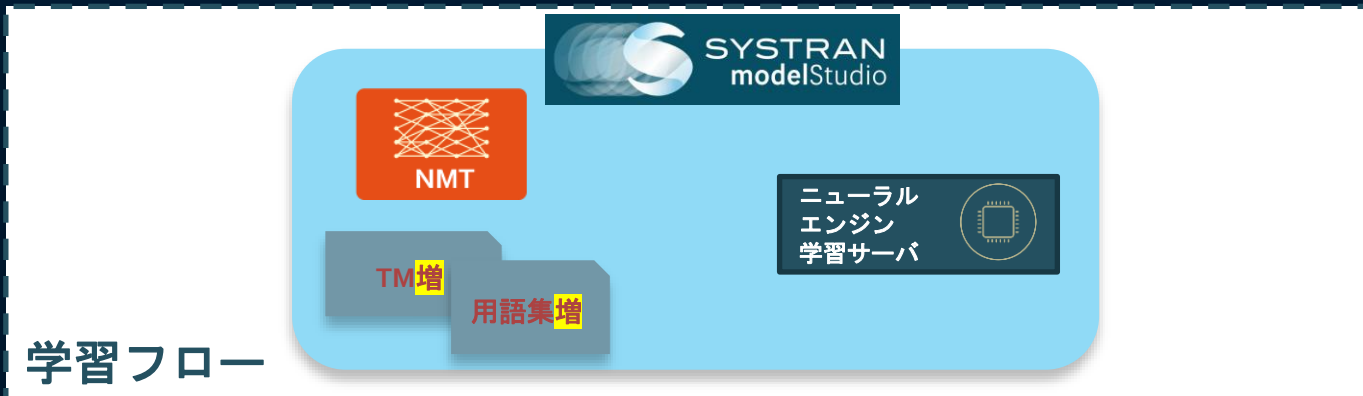 SYSTRAN
modelStudio
NMT
ニューラル
エンジン
学習サーバ
TM増
用語集増
学習フロー